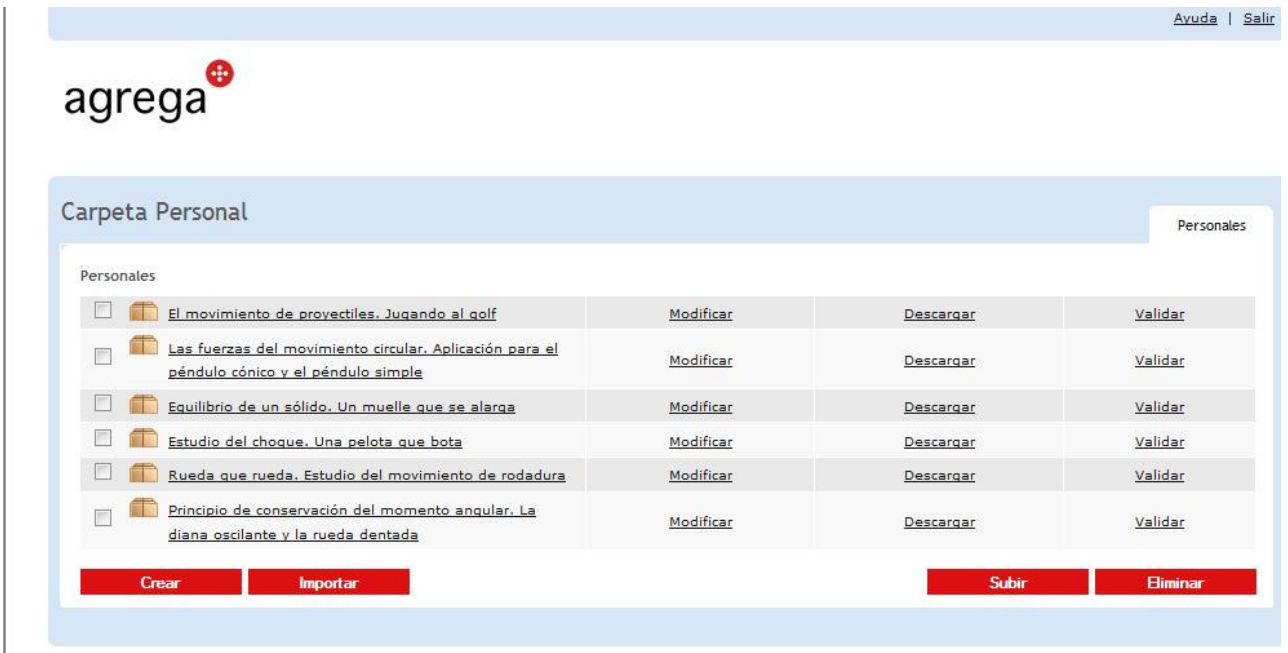 Ayuda | Salir
agrega
Carpeta Personal
Personales
Personales
El movimiento de proyectiles. Jugando al golf Modificar Descargar Validar
Las fuerzas del movimiento circular. Aplicación para el
péndulo cónico y el péndulo simple Modificar Descargar Validar
Equilibrio de un sólido. Un muelle que se alarga Modificar Descargar Validar
Estudio del choque. Una pelota que bota Modificar Descargar Validar
Rueda que rueda. Estudio del movimiento de rodadura Modificar Descargar Validar
Principio de conservación del momento angular. La
diana oscilante y la rueda dentada Modificar Descargar Validar
Crear Importar Subir Eliminar